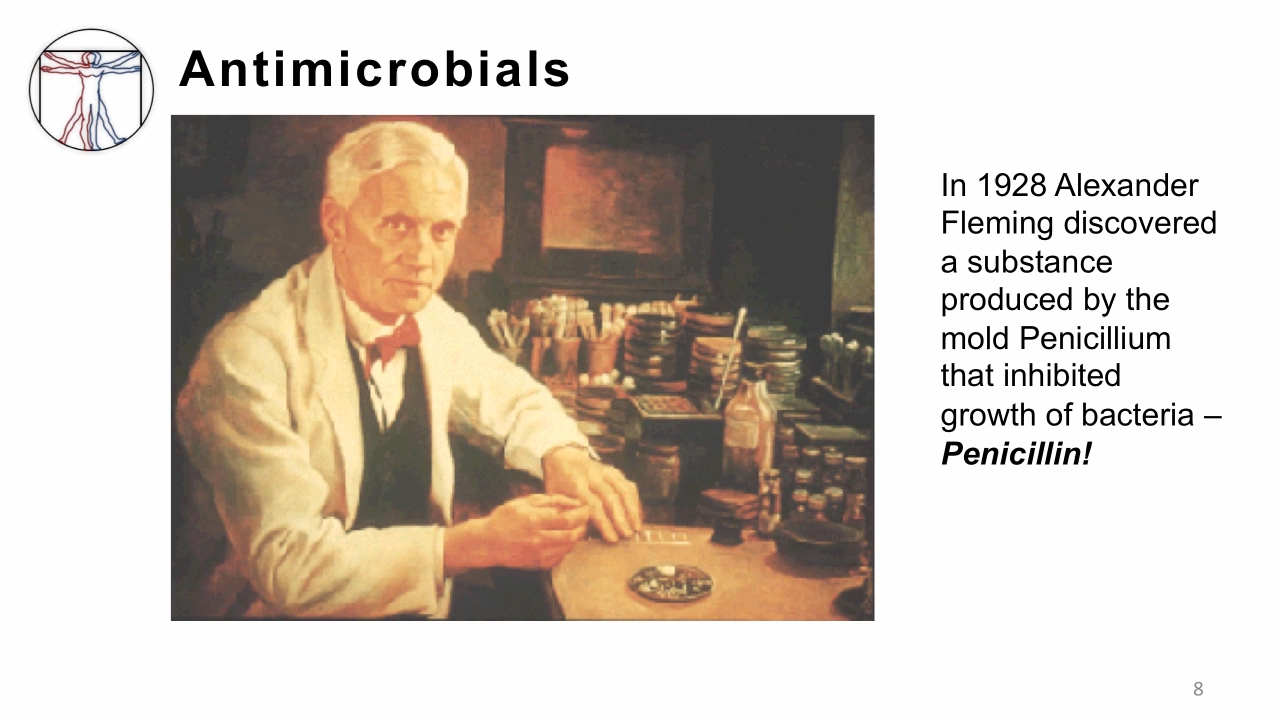 Antimicrobials
In 1928 Alexander
Fleming discovered
a substance
produced by the
mold Penicillium
that inhibited
growth of bacteria –
Penicillin!
8